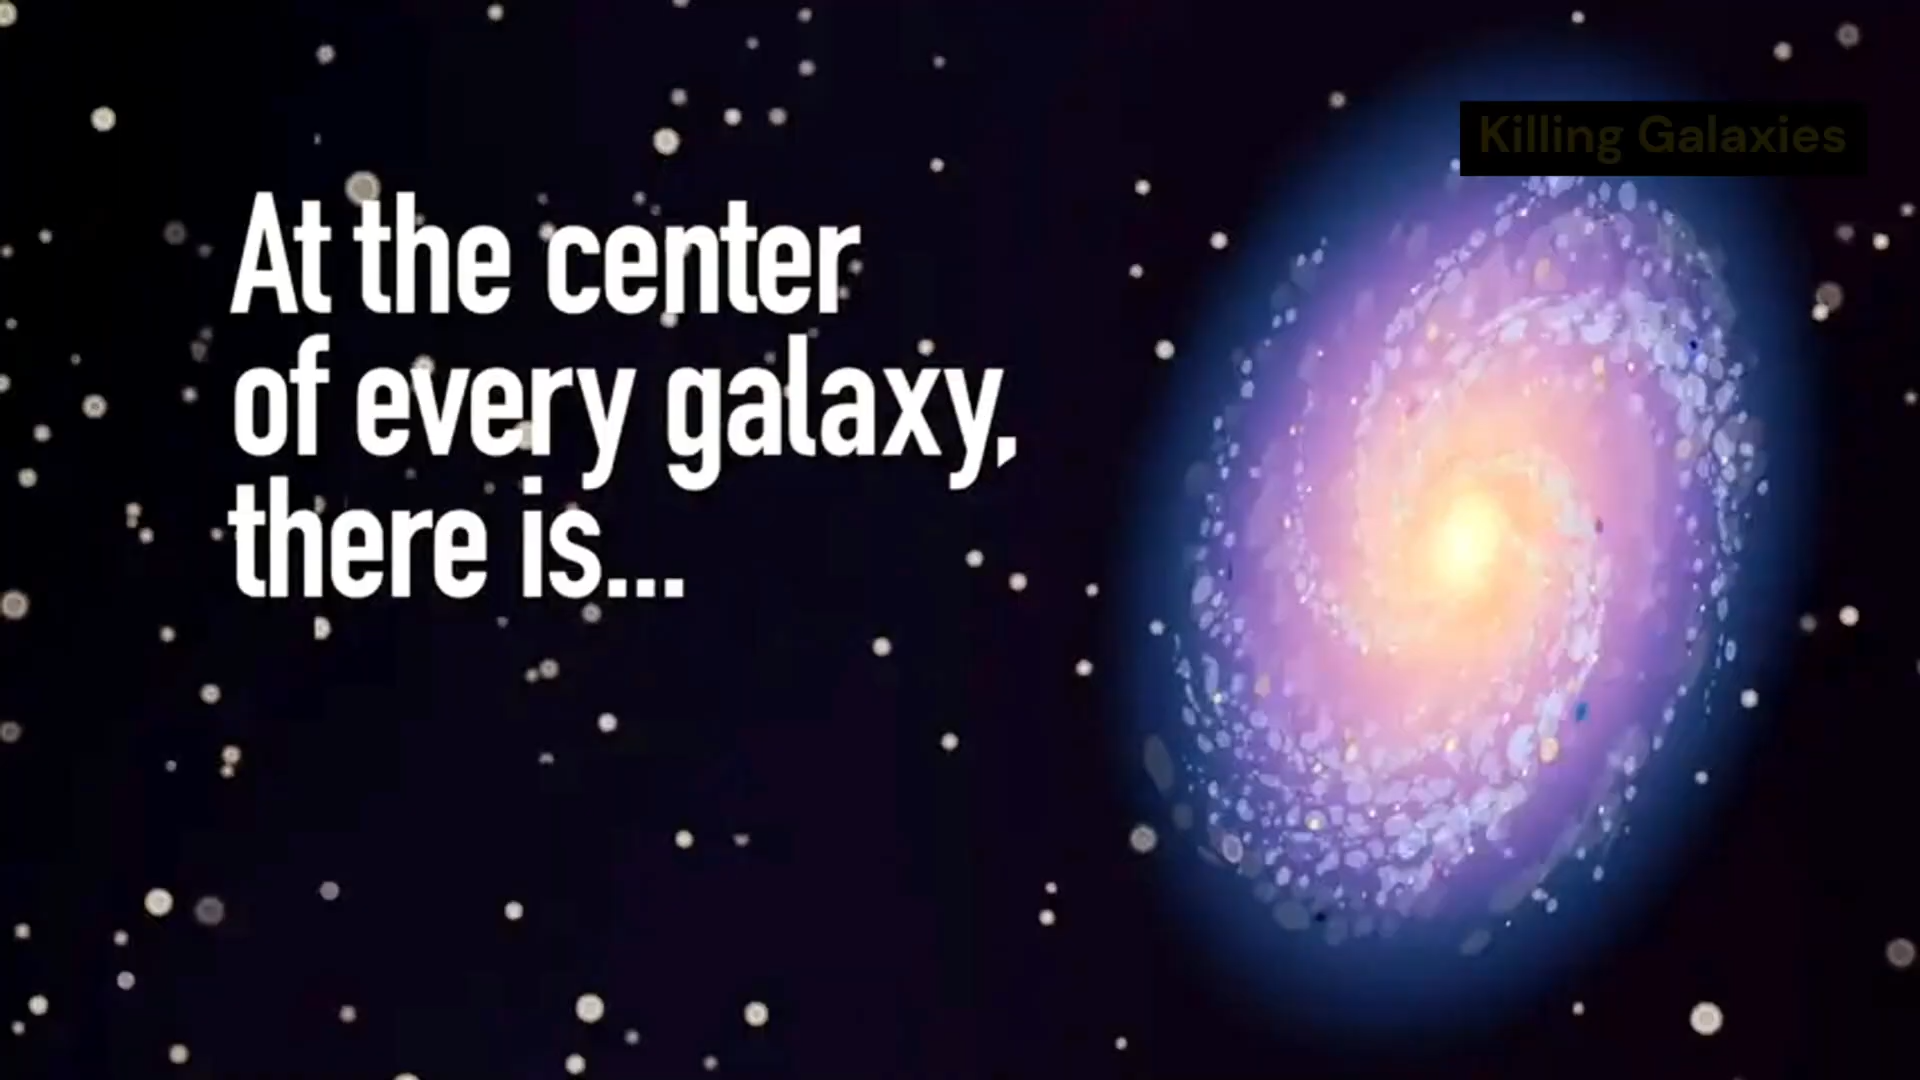 Killing Galaxies
At the center
of every galaxy,
there is...